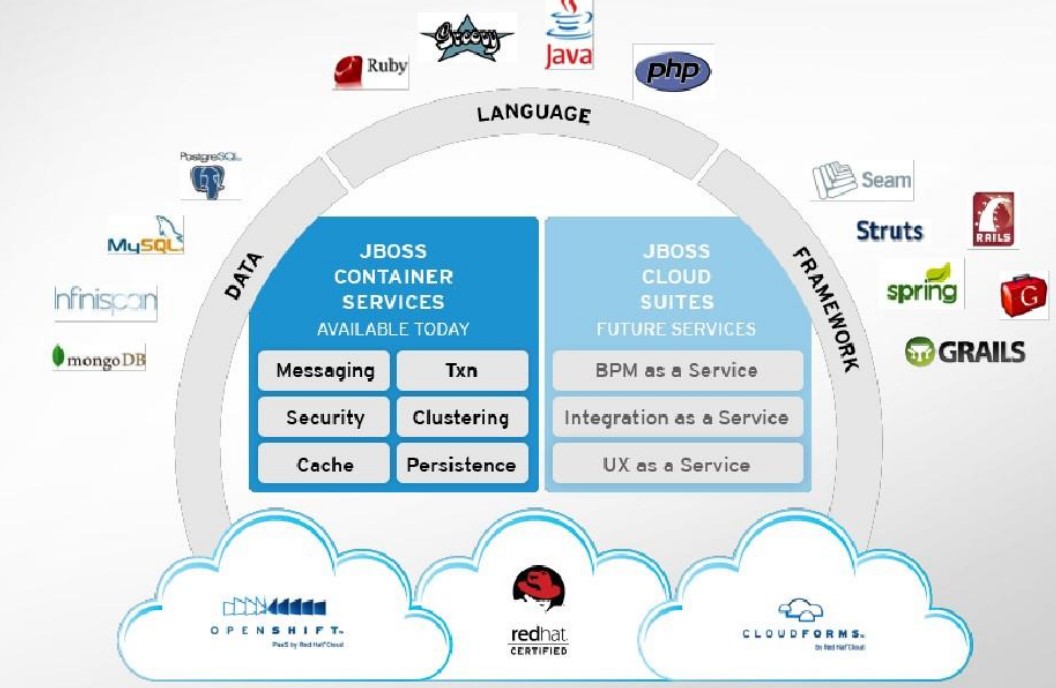 Ruby
Groovy
Java
php
LANGUAGE
PostgreSQL
MySQL
Infinispan
mongoDB
DATA
Seam
Struts
RAILS
spring
G
GRAILS
FRAMEWORK
JBOSS
CONTAINER
SERVICES
AVAILABLE TODAY
Messaging
Txn
Security
Clustering
Cache
Persistence
JBOSS
CLOUD
SUITES
FUTURE SERVICES
BPM as a Service
Integration as a Service
UX as a Service
OPENSHIFT™
PaaS by Red Hat® Cloud
redhat
CERTIFIED
CLOUDFORMS™
by Red Hat® Cloud